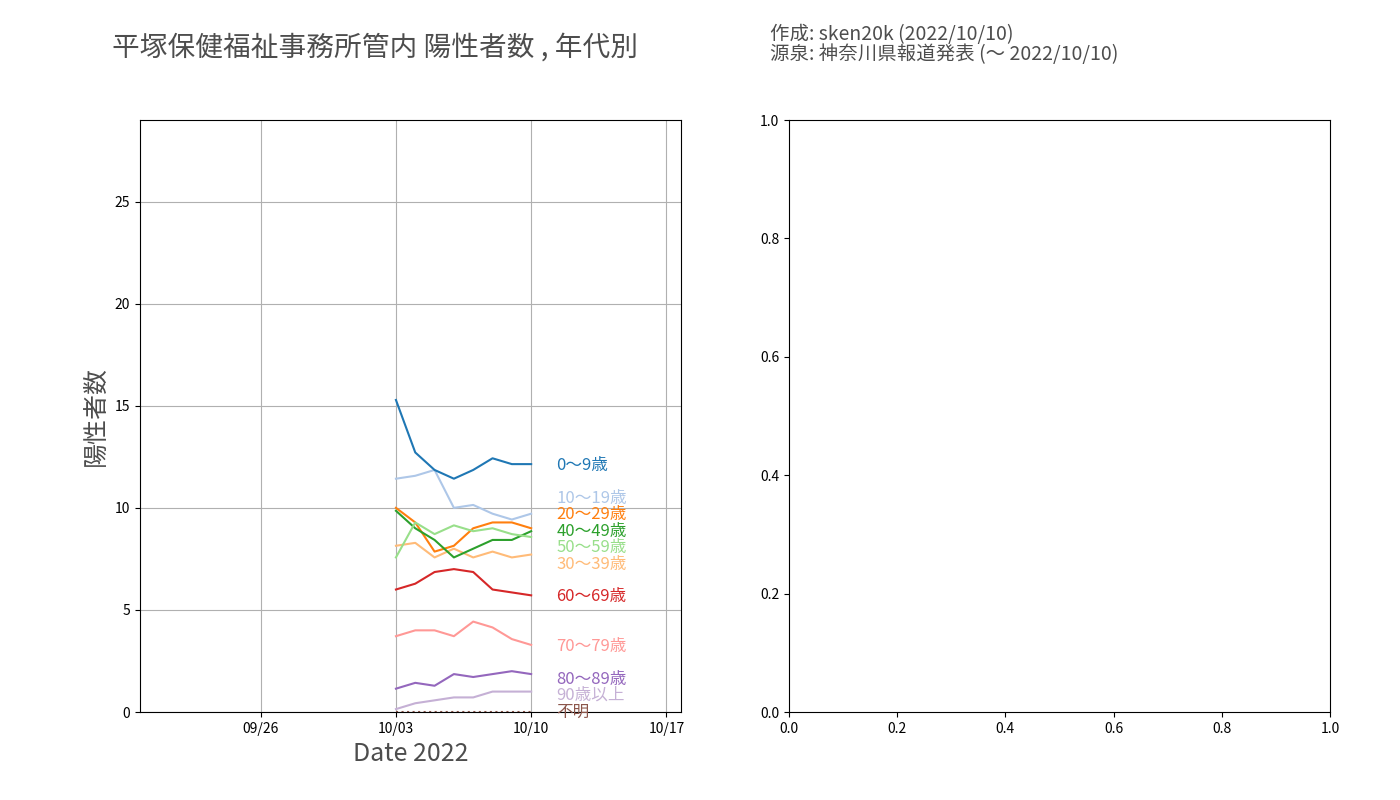 平塚保健福祉事務所管内 陽性者数 , 年代別
作成: sken20k (2022/10/10)
源泉: 神奈川県報道発表 (〜 2022/10/10)
陽性者数
25
20
15
10
5
0
0〜9歳
10〜19歳
20〜29歳
40〜49歳
50〜59歳
30〜39歳
60〜69歳
70〜79歳
80〜89歳
90歳以上
不明
09/26
10/03
10/10
10/17
Date 2022
1.0
0.8
0.6
0.4
0.2
0.0
0.0
0.2
0.4
0.6
0.8
1.0